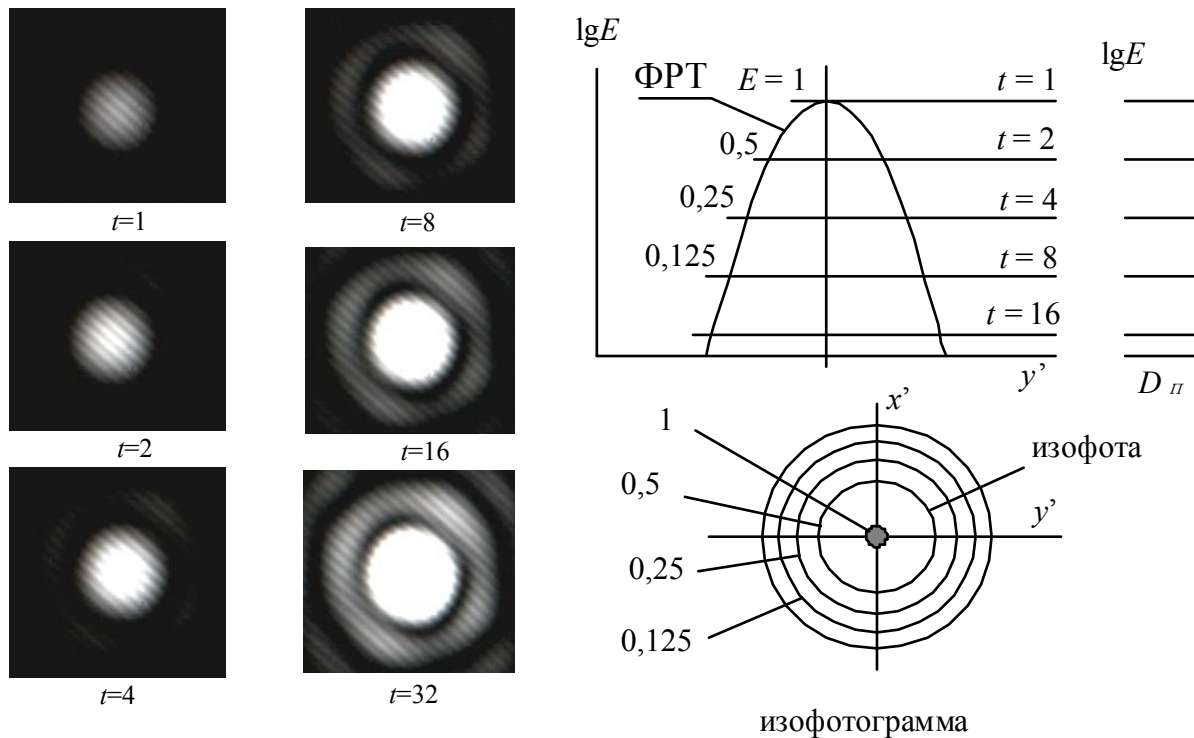 t=1
t=8
t=2
t=16
t=4
t=32
lgE
ФРТ
E = 1
t = 1
0,5
t = 2
0,25
t = 4
0,125
t = 8
t = 16
y’
lgE
D П
x’
1
изофота
0,5
y’
0,25
0,125
изофотограмма